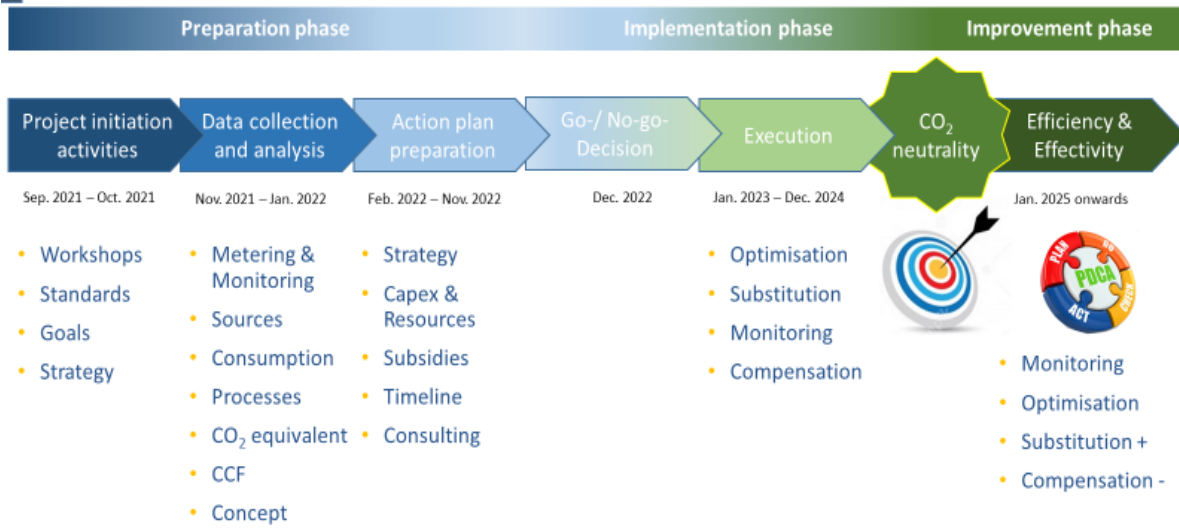 Preparation phase
Implementation phase
Improvement phase
Project initiation
activities
Data collection
and analysis
Action plan
preparation
Go-/ No-go-
Decision
Execution
CO₂
neutrality
Efficiency &
Effectivity
Sep. 2021 – Oct. 2021
Nov. 2021 – Jan. 2022
Feb. 2022 – Nov. 2022
Dec. 2022
Jan. 2023 – Dec. 2024
Jan. 2025 onwards
• Workshops
• Standards
• Goals
• Strategy
• Metering &
Monitoring
• Sources
• Consumption
• Processes
• CO₂ equivalent
• CCF
• Concept
• Strategy
• Capex &
Resources
• Subsidies
• Timeline
• Consulting
• Optimisation
• Substitution
• Monitoring
• Compensation
PLAN
DO
CHECK
ACT
PDCA
• Monitoring
• Optimisation
• Substitution +
• Compensation -